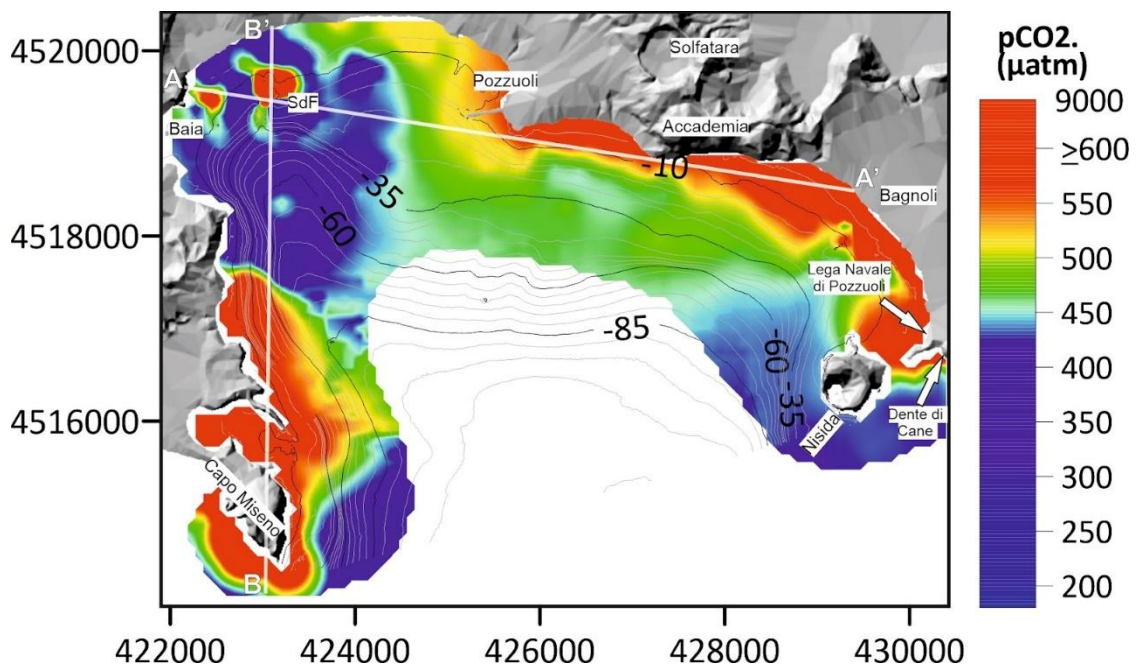 pCO2.
(µatm)
9000
≥600
550
500
450
400
350
300
250
200
4520000
4518000
4516000
422000
424000
426000
428000
430000
B'
A
Baia
SdF
Pozzuoli
Solfatara
Accademia
-10
A'
Bagnoli
-35
-60
Lega Navale
di Pozzuoli
-85
-60
-35
Nisida
Dente di
Cane
Capo Miseno
B